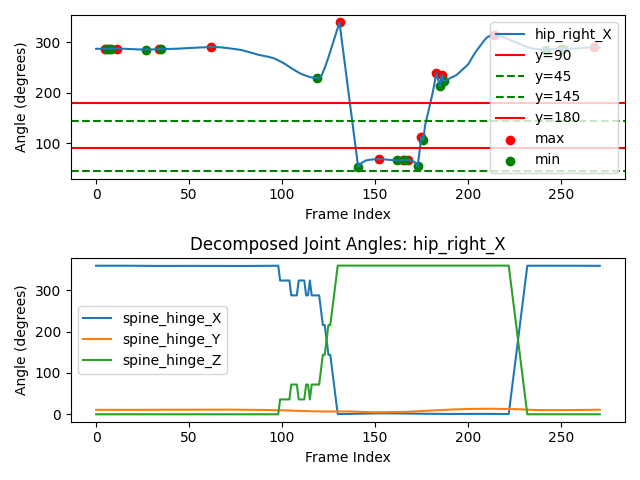 300
200
100
Angle (degrees)
0
50
100
150
200
250
Frame Index
hip_right_X
y=90
y=45
y=145
y=180
max
min
Decomposed Joint Angles: hip_right_X
300
200
100
0
Angle (degrees)
spine_hinge_X
spine_hinge_Y
spine_hinge_Z
0
50
100
150
200
250
Frame Index